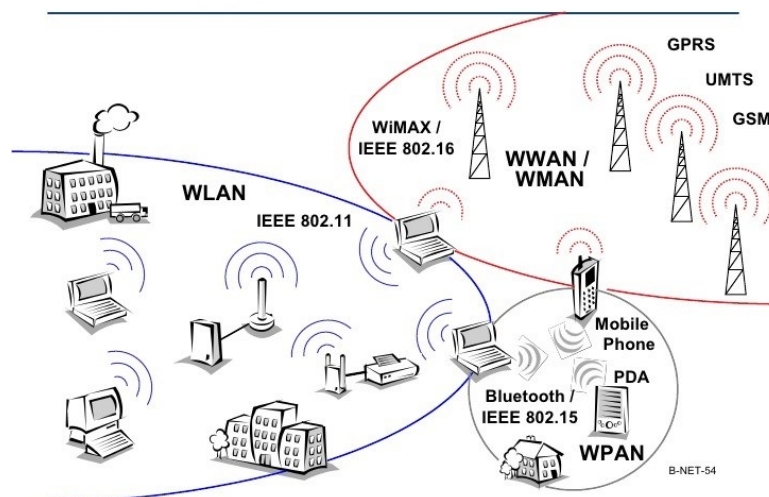 GPRS
UMTS
GSM
WiMAX /
IEEE 802.16
WWAN /
WMAN
WLAN
IEEE 802.11
Mobile
Phone
PDA
Bluetooth /
IEEE 802.15
WPAN
B-NET-54